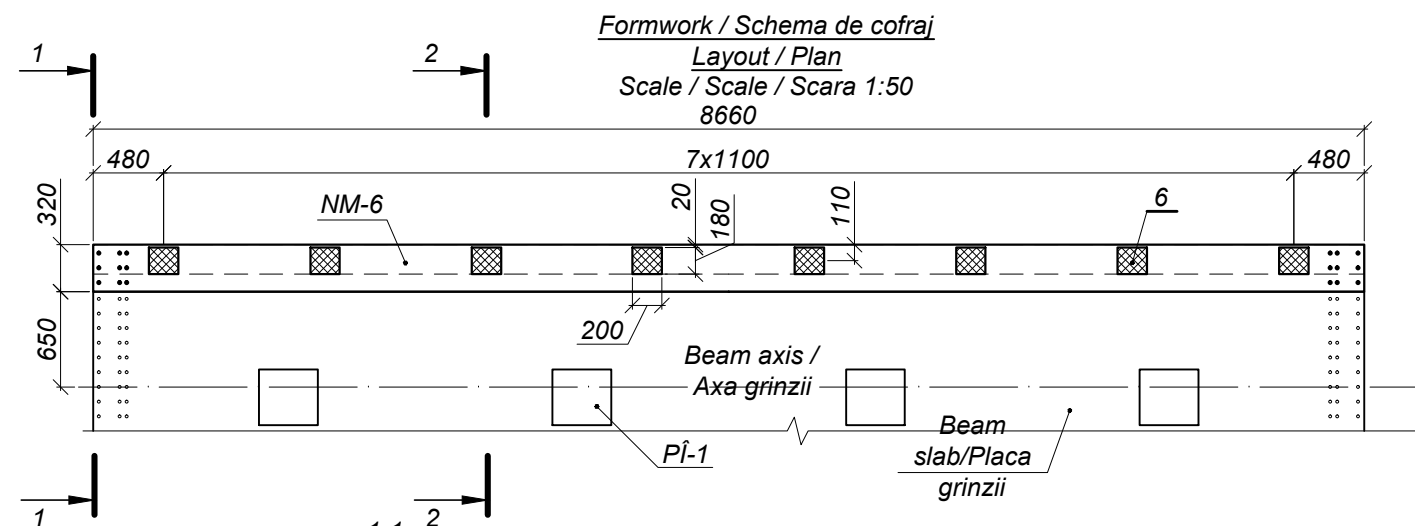 Formwork / Schema de cofraj
Layout / Plan
Scale / Scale / Scara 1:50
1
2
8660
480
7x1100
480
320
NM-6
20
180
110
6
650
200
Beam axis /
Axa grinzii
PÎ-1
Beam
slab/Placa
grinzii
1
2